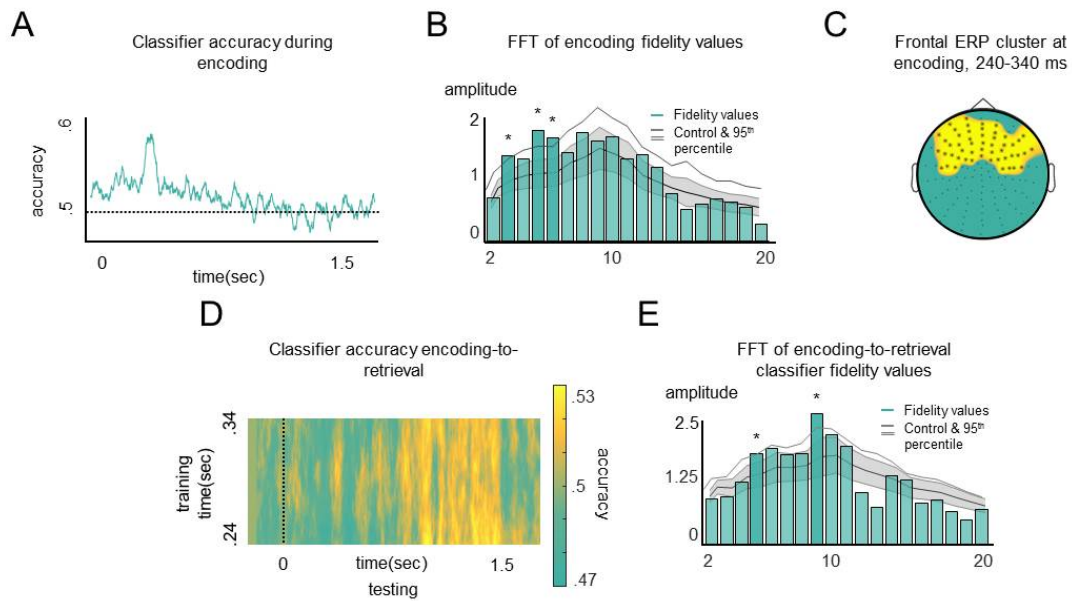 A
Classifier accuracy during
encoding
accuracy
.6
.5
0
1.5
time(sec)
B
FFT of encoding fidelity values
amplitude
2
1
0
* * *
Fidelity values
Control & 95th
percentile
2
10
20
C
Frontal ERP cluster at
encoding, 240-340 ms
D
Classifier accuracy encoding-to-
retrieval
training
time(sec)
.34
.24
0
time(sec)
1.5
testing
.53
.5
.47
accuracy
E
FFT of encoding-to-retrieval
classifier fidelity values
amplitude
2.5
1.25
0
* *
Fidelity values
Control & 95th
percentile
2
10
20